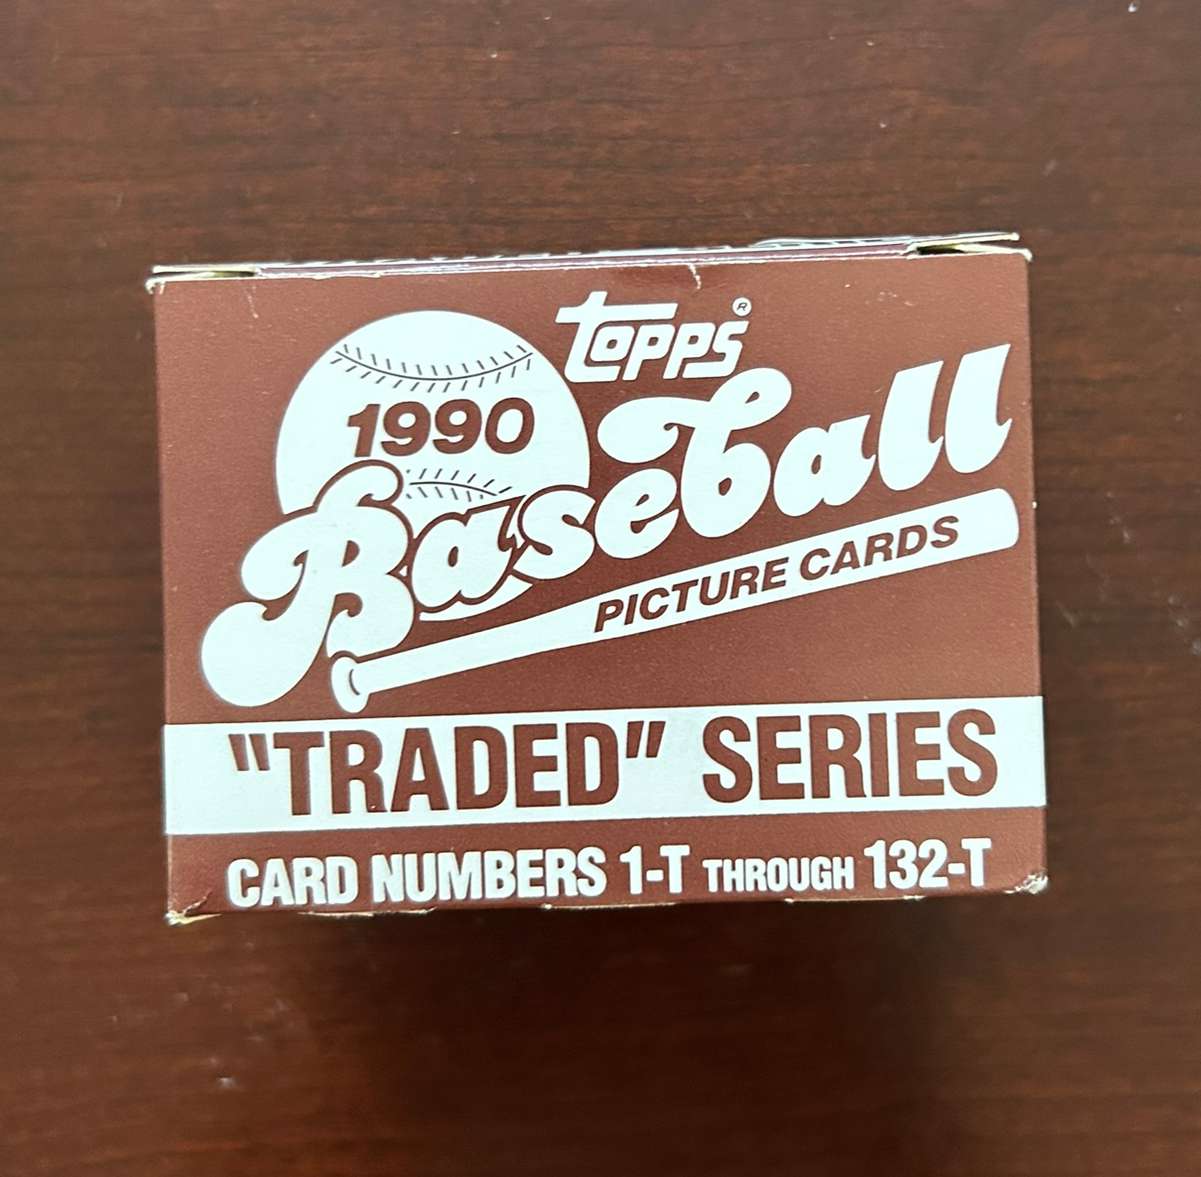 topps®
1990
Baseball
PICTURE CARDS
"TRADED" SERIES
CARD NUMBERS 1-T THROUGH 132-T